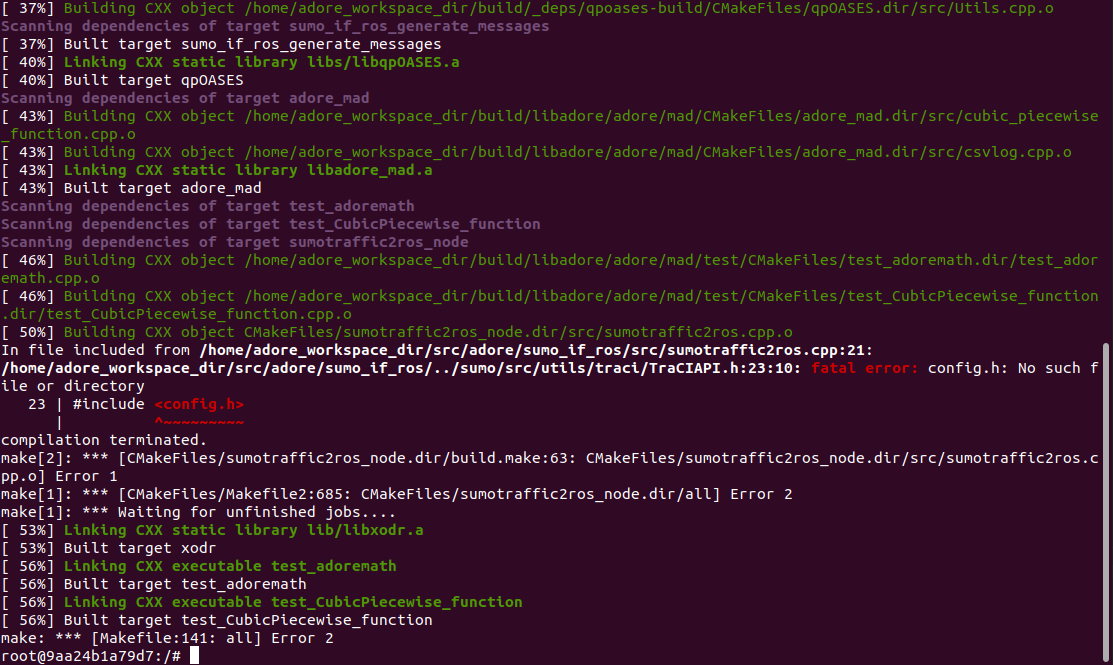 [ 37%] Building CXX object /home/adore_workspace_dir/build/_deps/qpoases-build/CMakeFiles/qpOASES.dir/src/Utils.cpp.o
Scanning dependencies of target sumo_if_ros_generate_messages
[ 37%] Built target sumo_if_ros_generate_messages
[ 40%] Linking CXX static library libs/libqpOASES.a
[ 40%] Built target qpOASES
Scanning dependencies of target adore_mad
[ 43%] Building CXX object /home/adore_workspace_dir/build/libadore/adore/mad/CMakeFiles/adore_mad.dir/src/cubic_piecewise
_function.cpp.o
[ 43%] Building CXX object /home/adore_workspace_dir/build/libadore/adore/mad/CMakeFiles/adore_mad.dir/src/csvlog.cpp.o
[ 43%] Linking CXX static library libadore_mad.a
[ 43%] Built target adore_mad
Scanning dependencies of target test_adoremath
Scanning dependencies of target test_CubicPiecewise_function
Scanning dependencies of target sumotraffic2ros_node
[ 46%] Building CXX object /home/adore_workspace_dir/build/libadore/adore/mad/test/CMakeFiles/test_adoremath.dir/test_ador
emath.cpp.o
[ 46%] Building CXX object /home/adore_workspace_dir/build/libadore/adore/mad/test/CMakeFiles/test_CubicPiecewise_function
.dir/test_CubicPiecewise_function.cpp.o
[ 50%] Building CXX object CMakeFiles/sumotraffic2ros_node.dir/src/sumotraffic2ros.cpp.o
In file included from /home/adore_workspace_dir/src/adore/sumo_if_ros/src/sumotraffic2ros.cpp:21:
/home/adore_workspace_dir/src/adore/sumo_if_ros/../sumo/src/utils/traci/TraCIAPI.h:23:10: fatal error: config.h: No such f
ile or directory
   23 | #include <config.h>
      |          ^~~~~~~~~~
compilation terminated.
make[2]: *** [CMakeFiles/sumotraffic2ros_node.dir/build.make:63: CMakeFiles/sumotraffic2ros_node.dir/src/sumotraffic2ros.c
pp.o] Error 1
make[1]: *** [CMakeFiles/Makefile2:685: CMakeFiles/sumotraffic2ros_node.dir/all] Error 2
make[1]: *** Waiting for unfinished jobs....
[ 53%] Linking CXX static library lib/libxodr.a
[ 53%] Built target xodr
[ 56%] Linking CXX executable test_adoremath
[ 56%] Built target test_adoremath
[ 56%] Linking CXX executable test_CubicPiecewise_function
[ 56%] Built target test_CubicPiecewise_function
make: *** [Makefile:141: all] Error 2
root@9aa24b1a79d7:/#